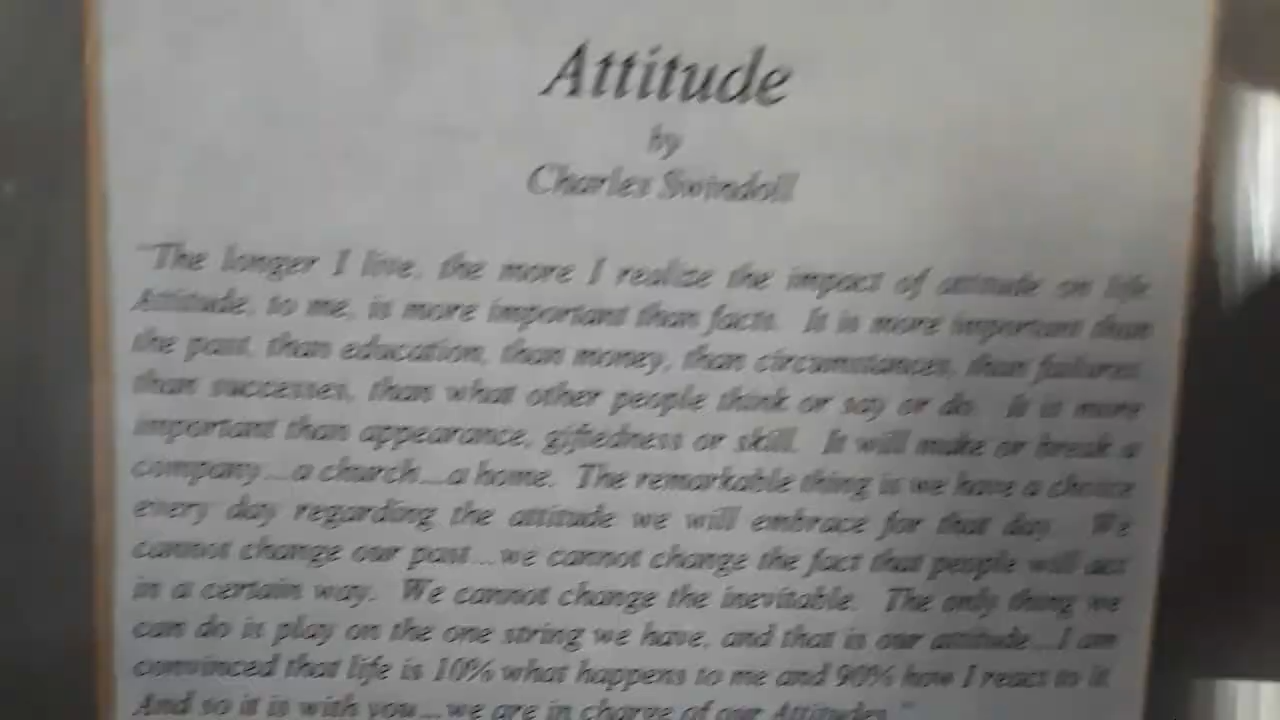 Attitude
by
Charles Swindoll
"The longer I live, the more I realize the impact of attitude on life
Attitude, to me, is more important than facts. It is more important than
the past, than education, than money, than circumstances, than failures
than successes, than what other people think or say or do. It is more
important than appearance, giftedness or skill. It will make or break a
company...a church...a home. The remarkable thing is we have a choice
every day regarding the attitude we will embrace for that day. We
cannot change our past...we cannot change the fact that people will act
in a certain way. We cannot change the inevitable. The only thing we
can do is play on the one string we have, and that is our attitude...I am
convinced that life is 10% what happens to me and 90% how I react to it.
And so it is with you...we are in charge of our Attitudes."